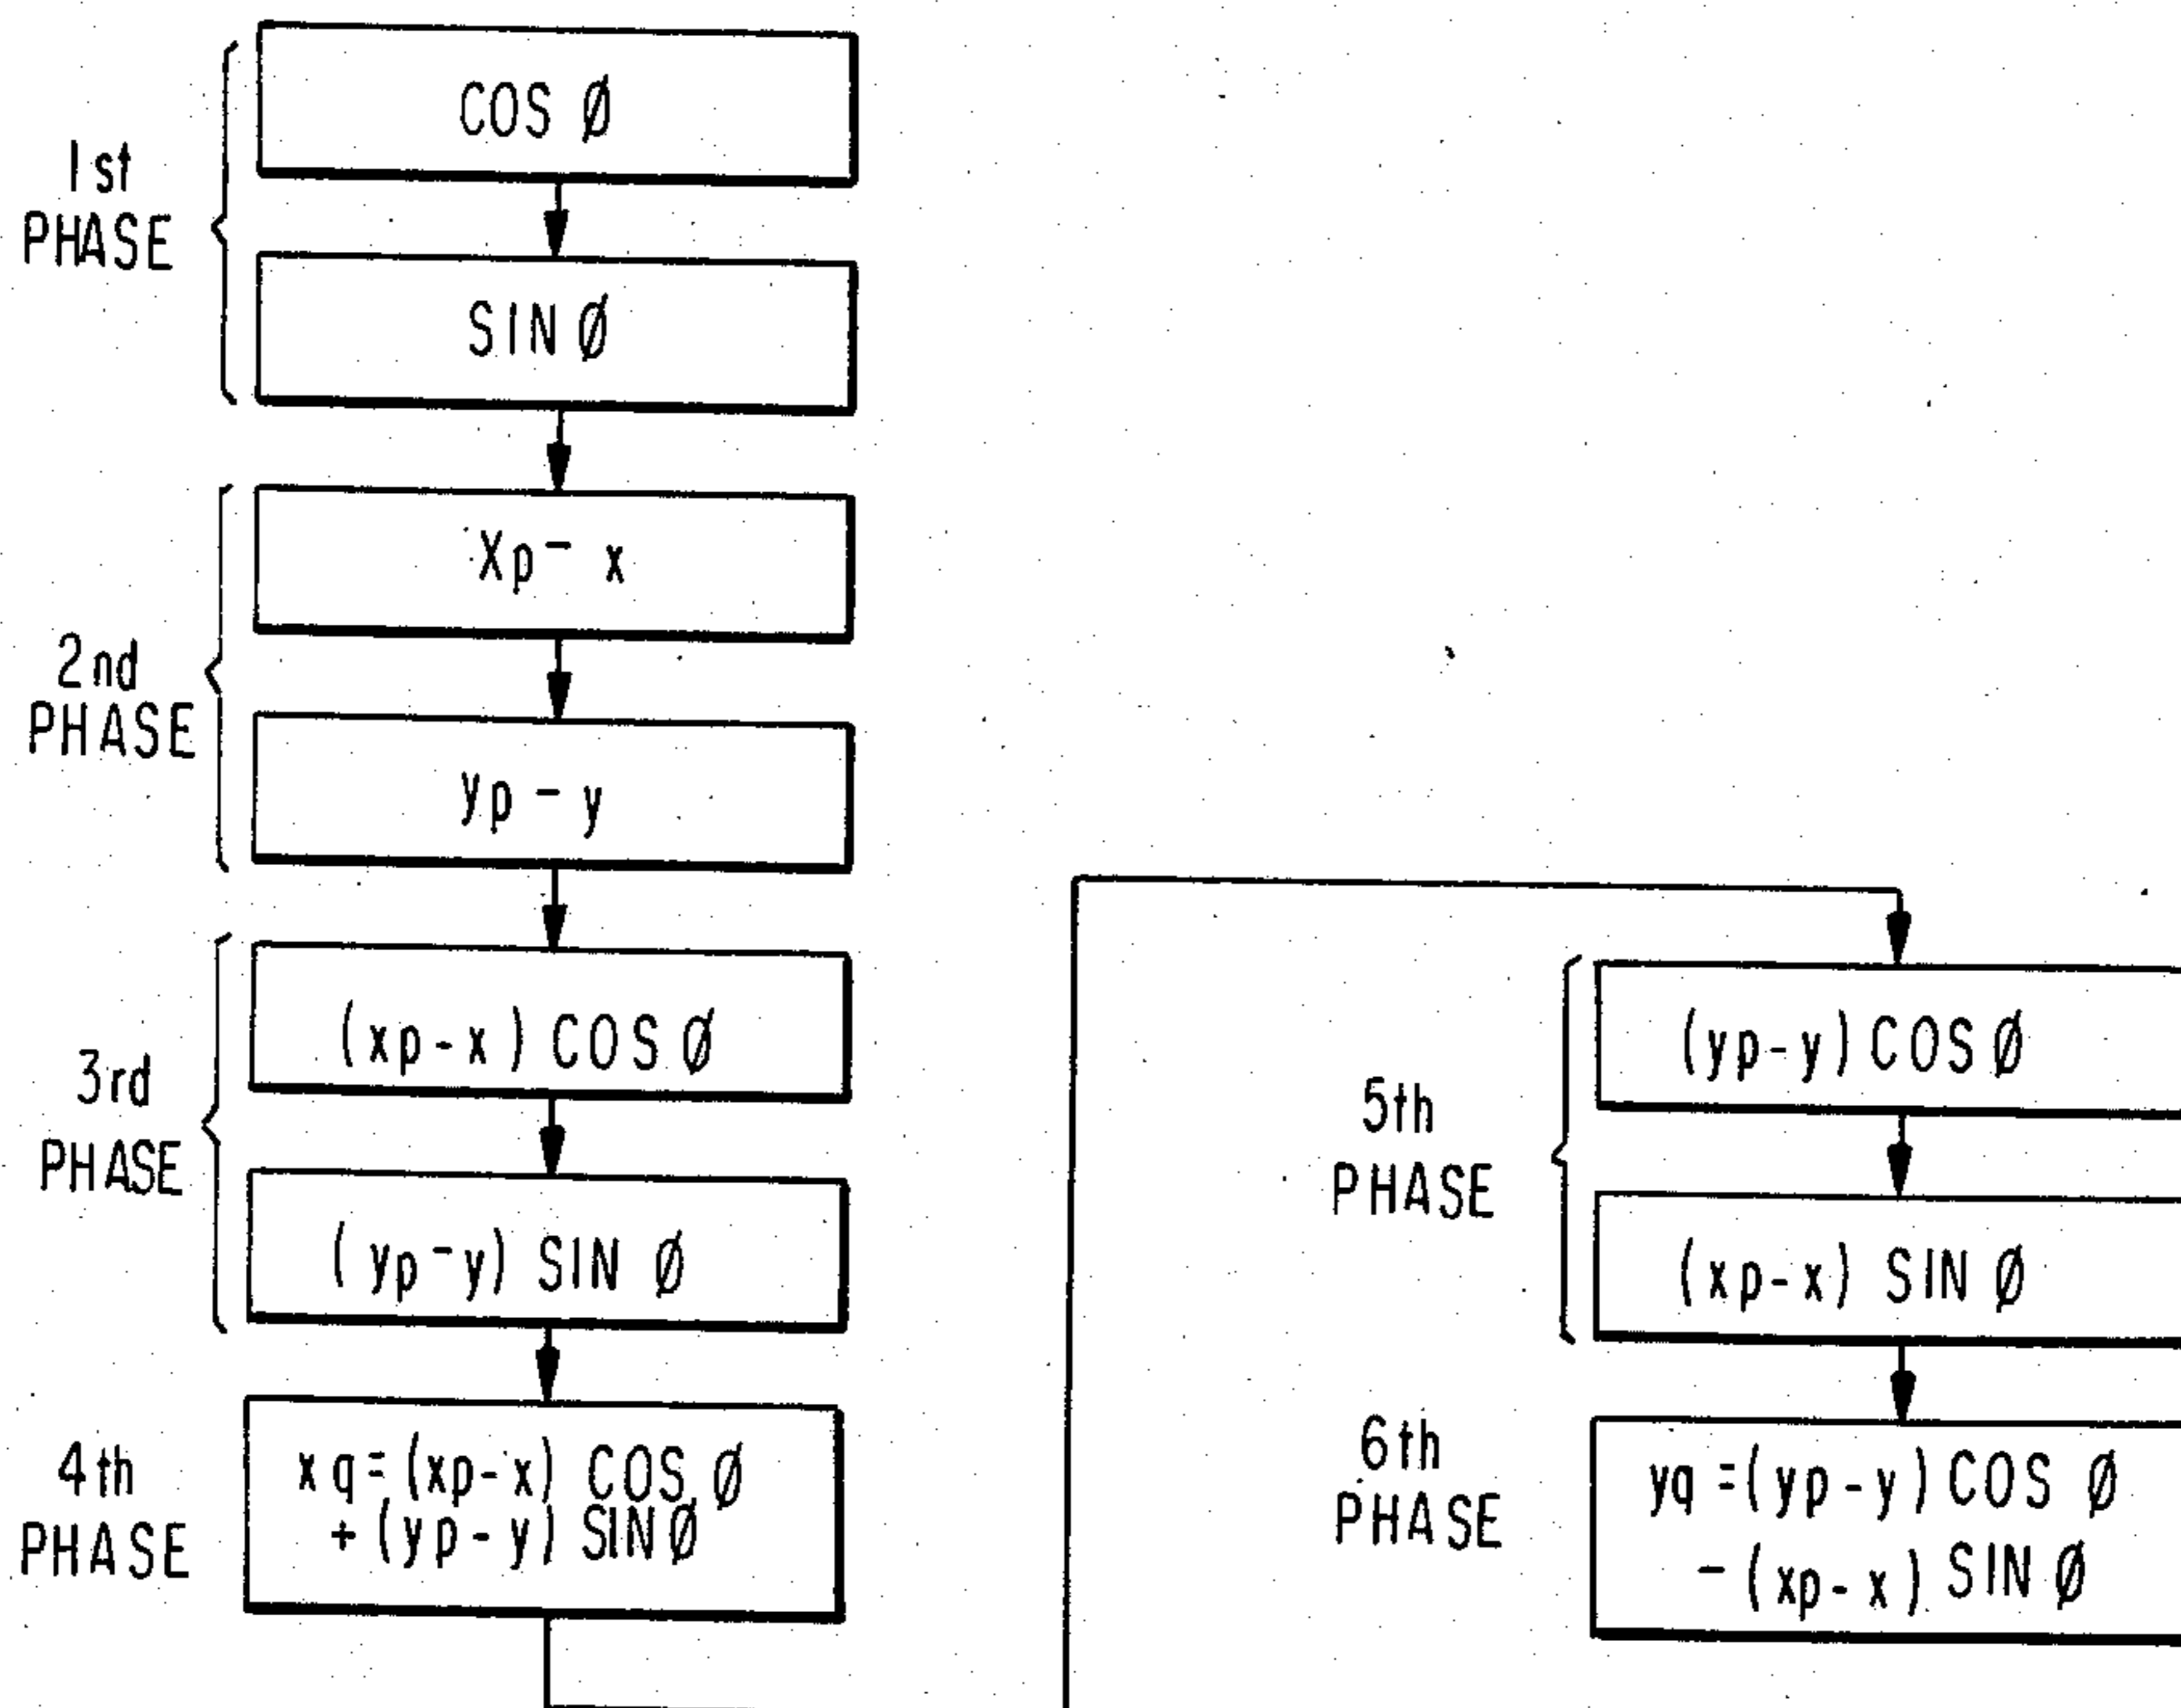 1st
PHASE
COS Ø
SIN Ø
2nd
PHASE
Xp - x
yp - y
3rd
PHASE
(xp-x) COS Ø
(yp-y) SIN Ø
4th
PHASE
xq=(xp-x) COS Ø
+(yp-y) SIN Ø
5th
PHASE
(yp-y) COS Ø
(xp-x) SIN Ø
6th
PHASE
yq=(yp-y) COS Ø
-(xp-x) SIN Ø